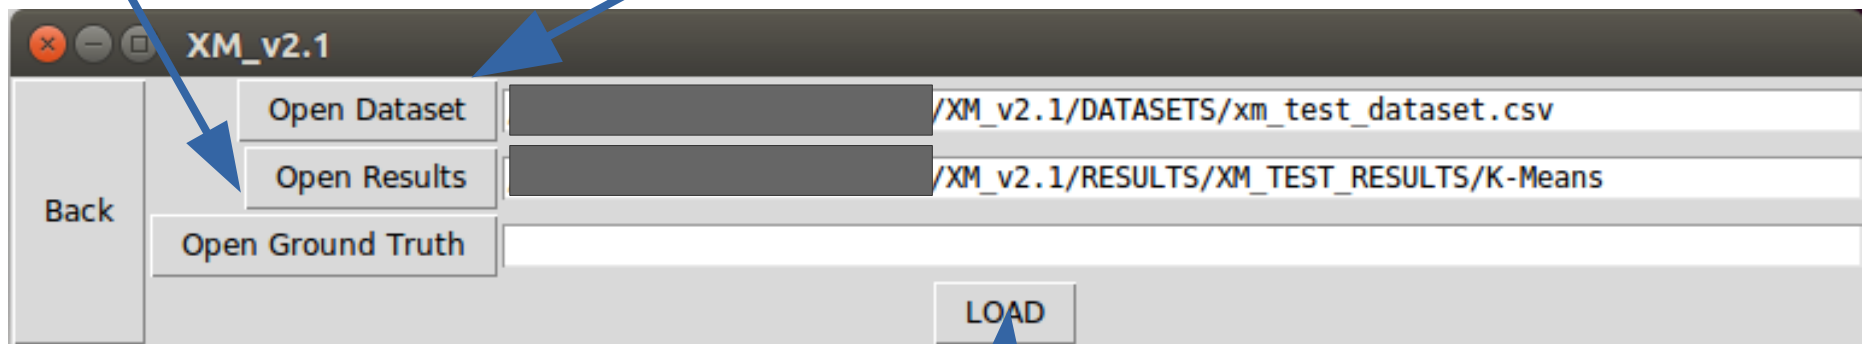 XM_v2.1
Open Dataset /XM_v2.1/DATASETS/xm_test_dataset.csv
Open Results /XM_v2.1/RESULTS/XM_TEST_RESULTS/K-Means
Back
Open Ground Truth
LOAD